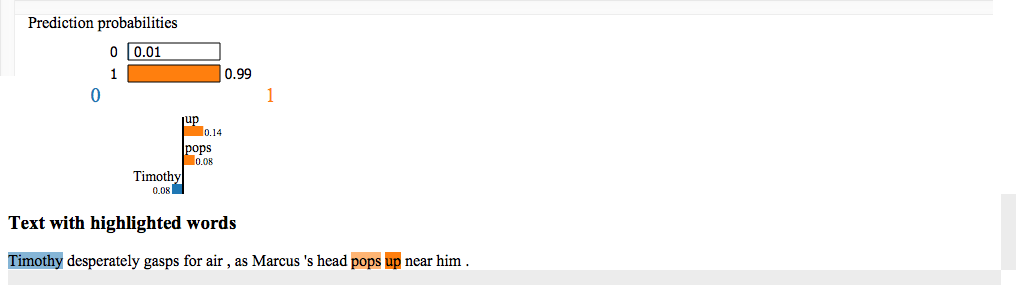 Prediction probabilities
0 0.01
1 0.99
0 1
up
0.14
pops
0.08
Timothy
0.08
Text with highlighted words
Timothy desperately gasps for air , as Marcus 's head pops up near him .